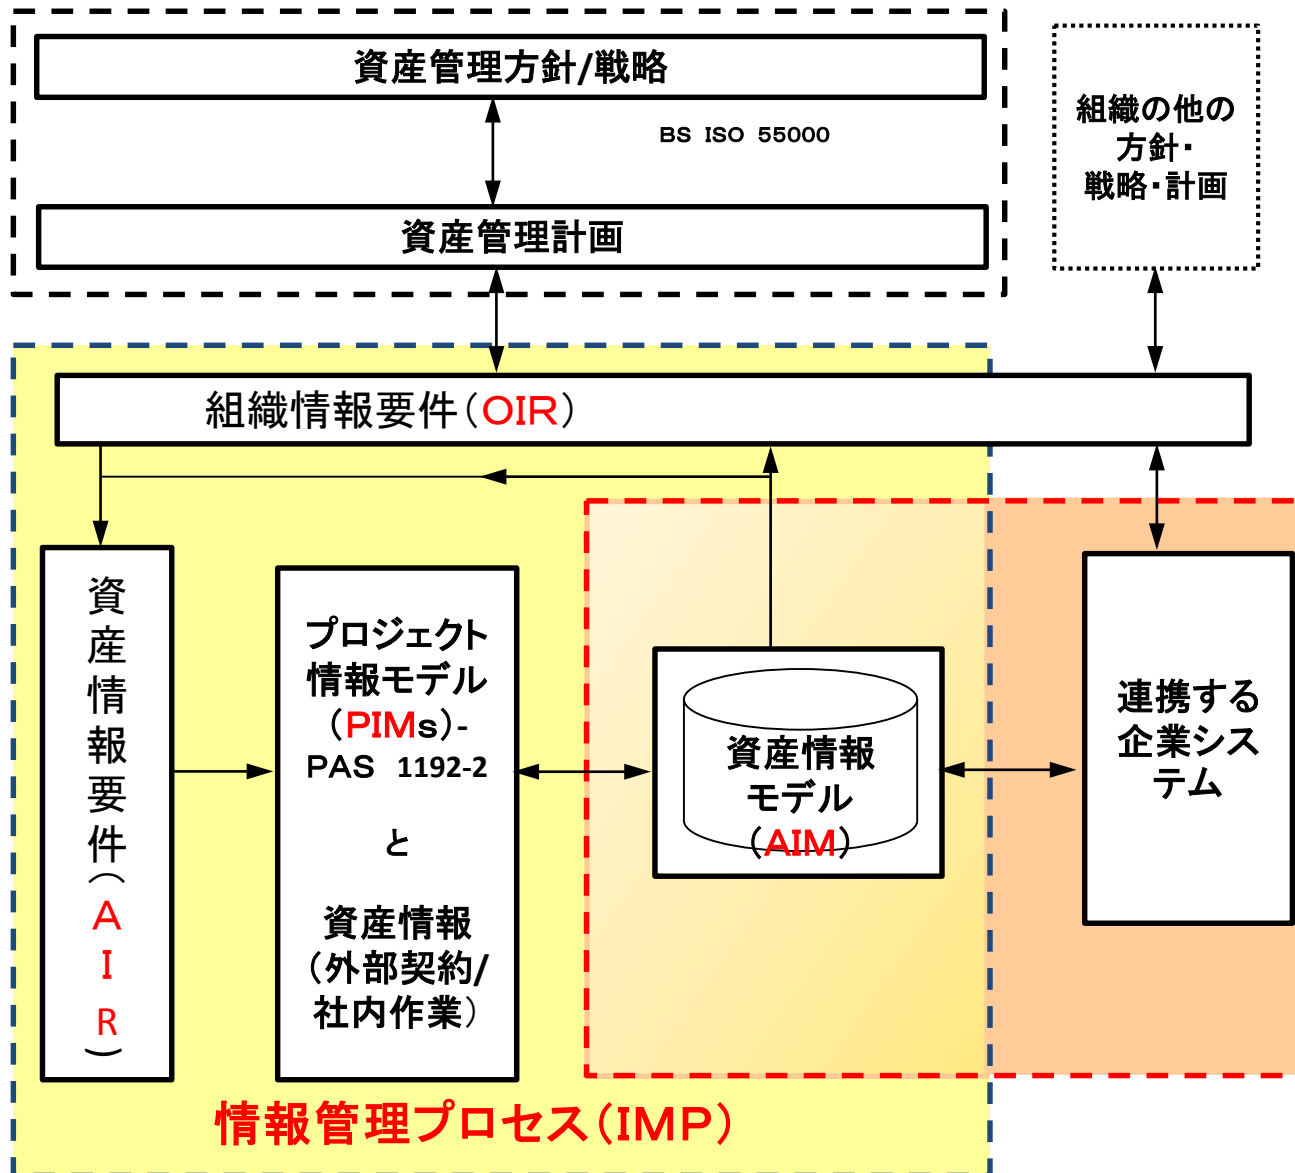 資産管理方針/戦略
BS ISO 55000
資産管理計画
組織の他の
方針・
戦略・計画
組織情報要件(OIR)
資産情報要件(AIR)
プロジェクト
情報モデル
(PIMs)-
PAS 1192-2
と
資産情報
(外部契約/
社内作業)
資産情報
モデル
(AIM)
連携する
企業シス
テム
情報管理プロセス(IMP)